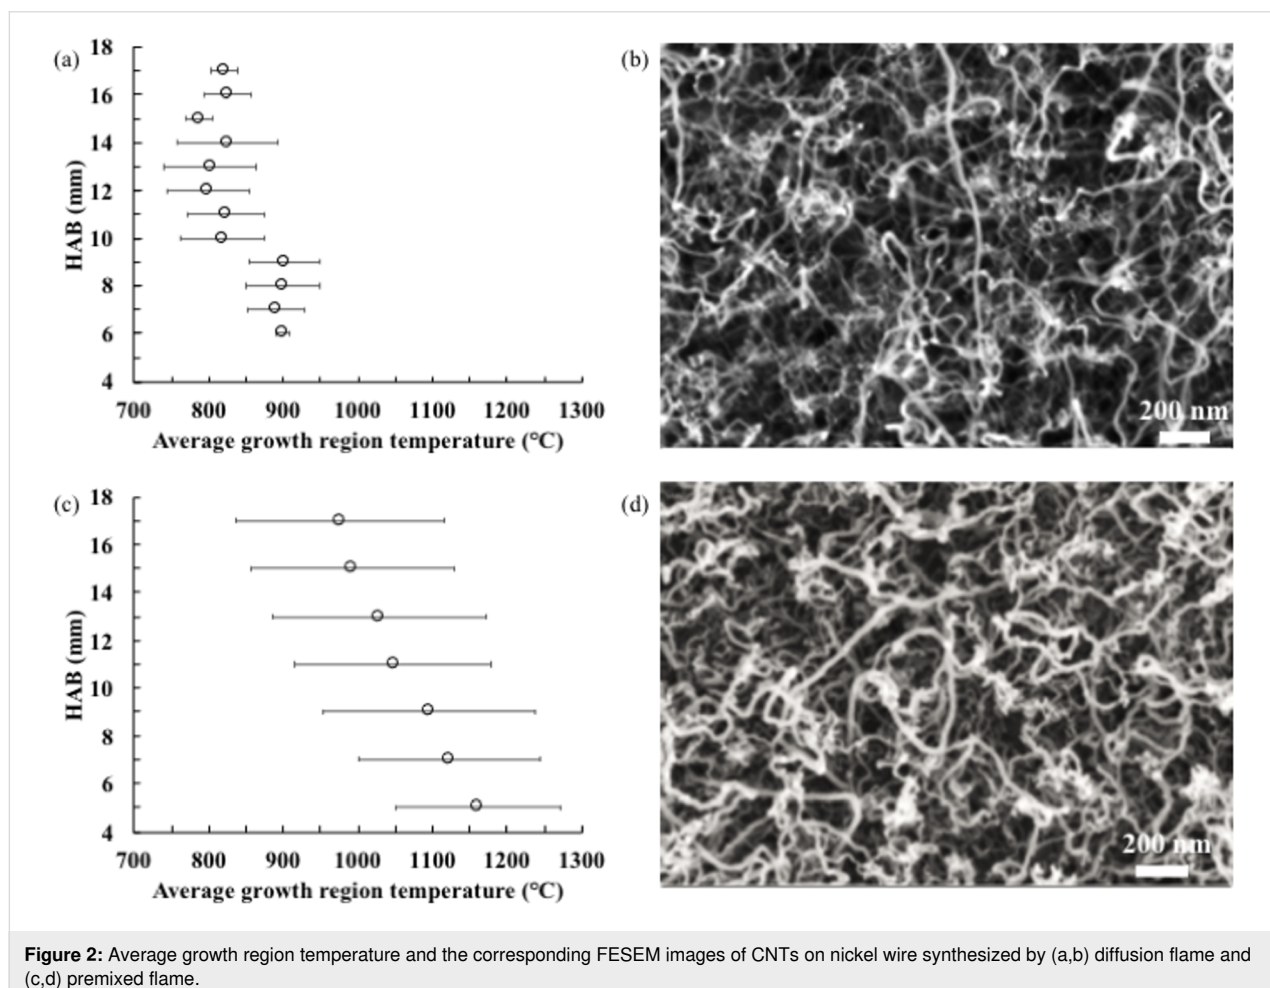 (a)
18
16
14
12
10
8
6
4
HAB (mm)
700 800 900 1000 1100 1200 1300
Average growth region temperature (°C)
(b)
200 nm
(c)
18
16
14
12
10
8
6
4
HAB (mm)
700 800 900 1000 1100 1200 1300
Average growth region temperature (°C)
(d)
200 nm
Figure 2: Average growth region temperature and the corresponding FESEM images of CNTs on nickel wire synthesized by (a,b) diffusion flame and
(c,d) premixed flame.